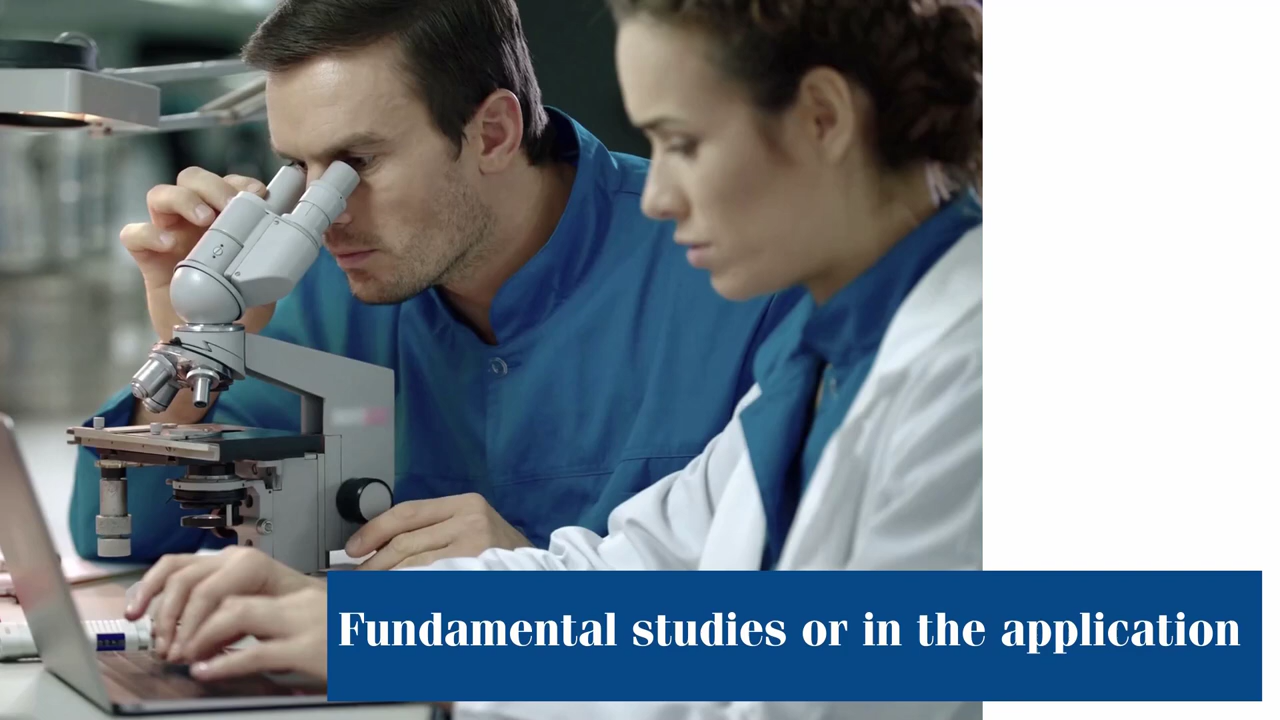 Fundamental studies or in the application